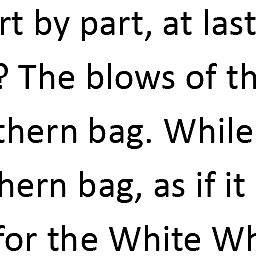 rt by part, at last
? The blows of th
thern bag. While
hern bag, as if it
for the White Wh